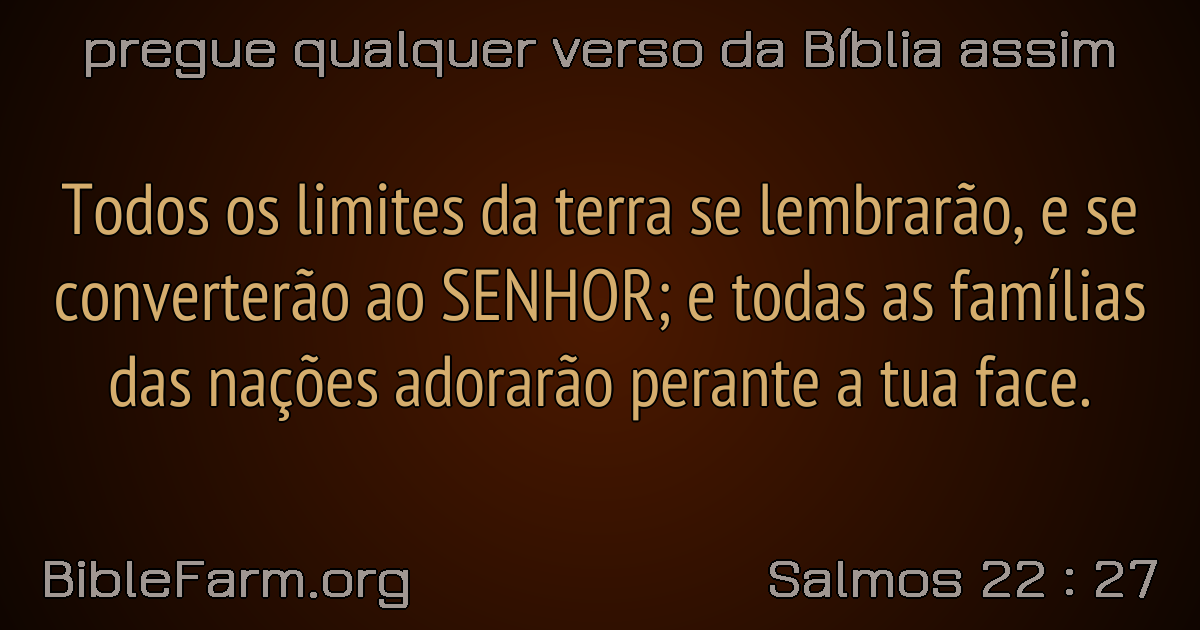 pregue qualquer verso da Bíblia assim
Todos os limites da terra se lembrarão, e se
converterão ao SENHOR; e todas as famílias
das nações adorarão perante a tua face.
BibleFarm.org
Salmos 22 : 27